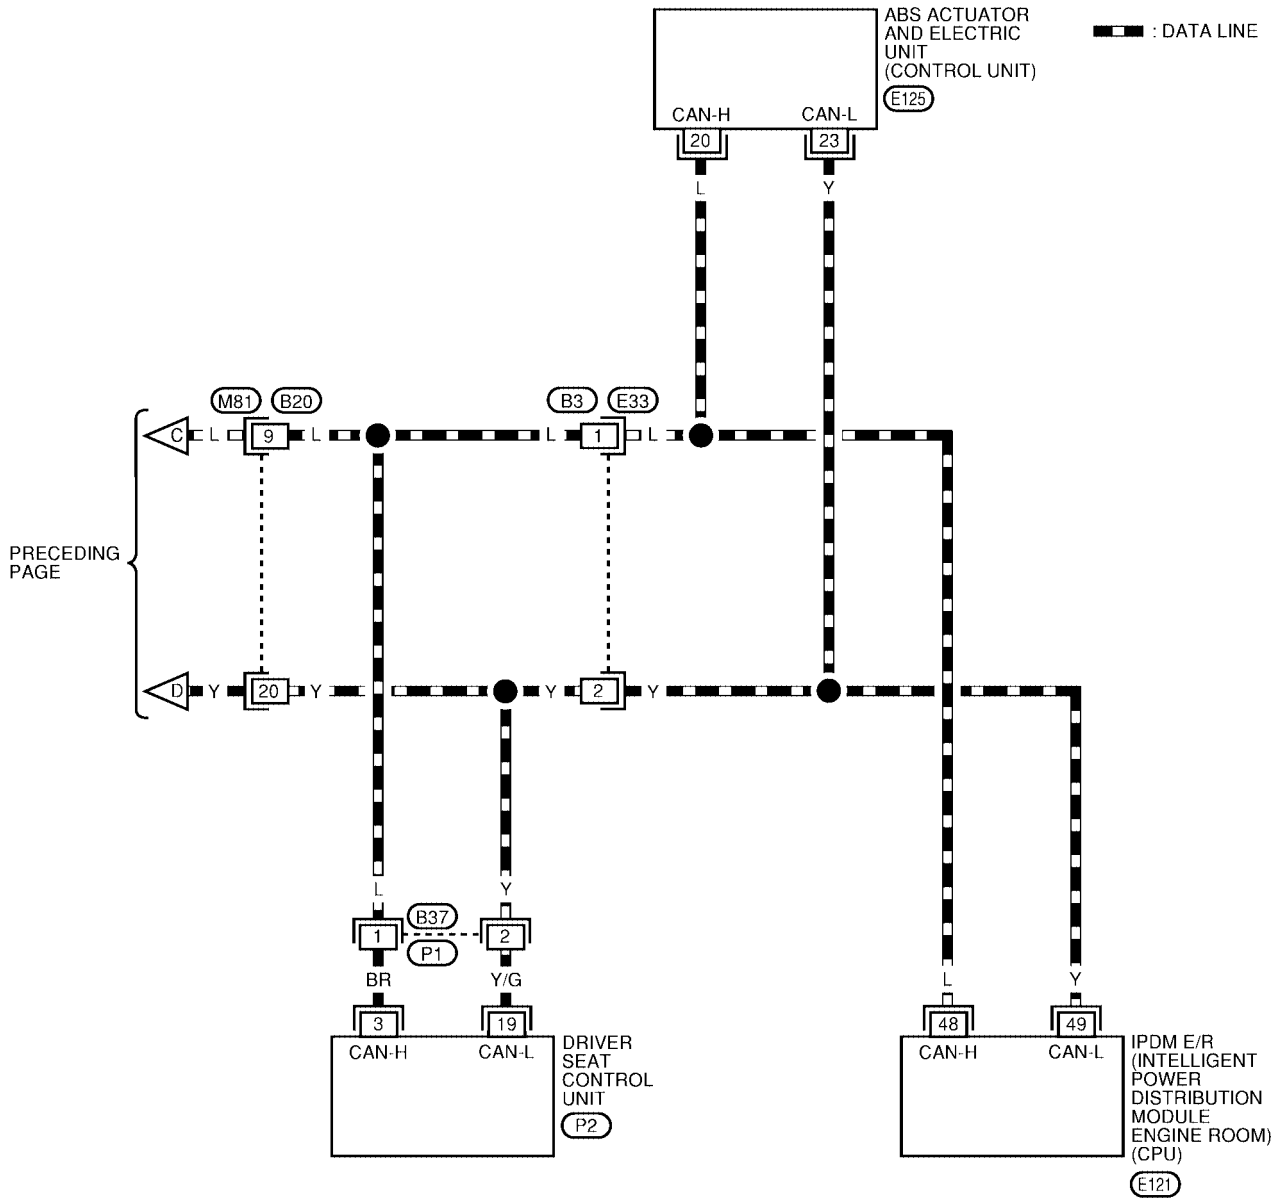 ABS ACTUATOR
AND ELECTRIC
UNIT
(CONTROL UNIT)
E125
: DATA LINE
CAN-H
CAN-L
20
23
L
Y
M81
B20
B3
E33
C
L
9
L
L
1
L
PRECEDING
PAGE
D
Y
20
Y
Y
2
Y
L
Y
B37
1
2
P1
BR
Y/G
L
Y
3
19
48
49
CAN-H
CAN-L
DRIVER
SEAT
CONTROL
UNIT
P2
CAN-H
CAN-L
IPDM E/R
(INTELLIGENT
POWER
DISTRIBUTION
MODULE
ENGINE ROOM)
(CPU)
E121